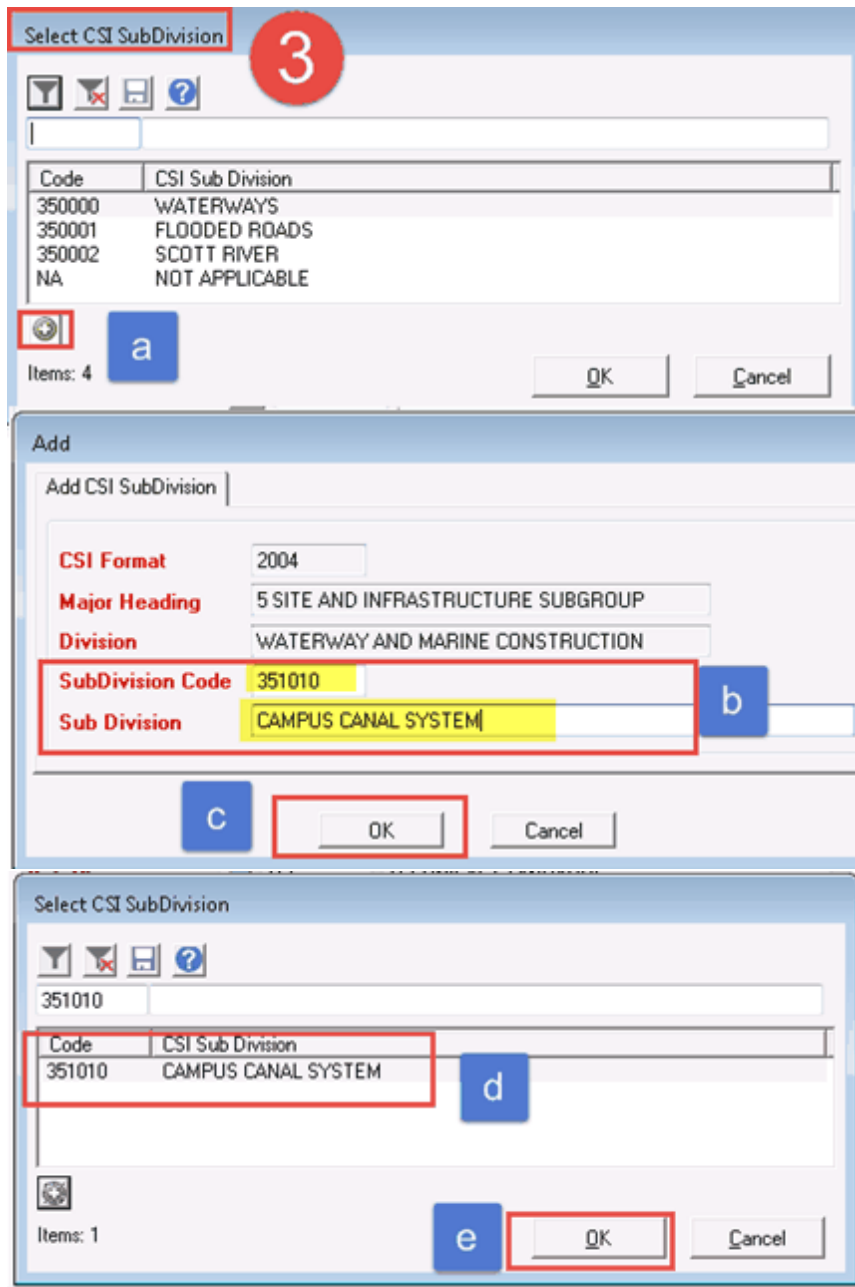 Select CSI SubDivision
3
?
Code CSI Sub Division
350000 WATERWAYS
350001 FLOODED ROADS
350002 SCOTT RIVER
NA NOT APPLICABLE
a
Items: 4
OK Cancel
Add
Add CSI SubDivision
CSI Format 2004
Major Heading 5 SITE AND INFRASTRUCTURE SUBGROUP
Division WATERWAY AND MARINE CONSTRUCTION
SubDivision Code 351010
b
Sub Division CAMPUS CANAL SYSTEM
c
OK Cancel
Select CSI SubDivision
?
351010
Code CSI Sub Division
351010 CAMPUS CANAL SYSTEM
d
Items: 1
e
OK Cancel